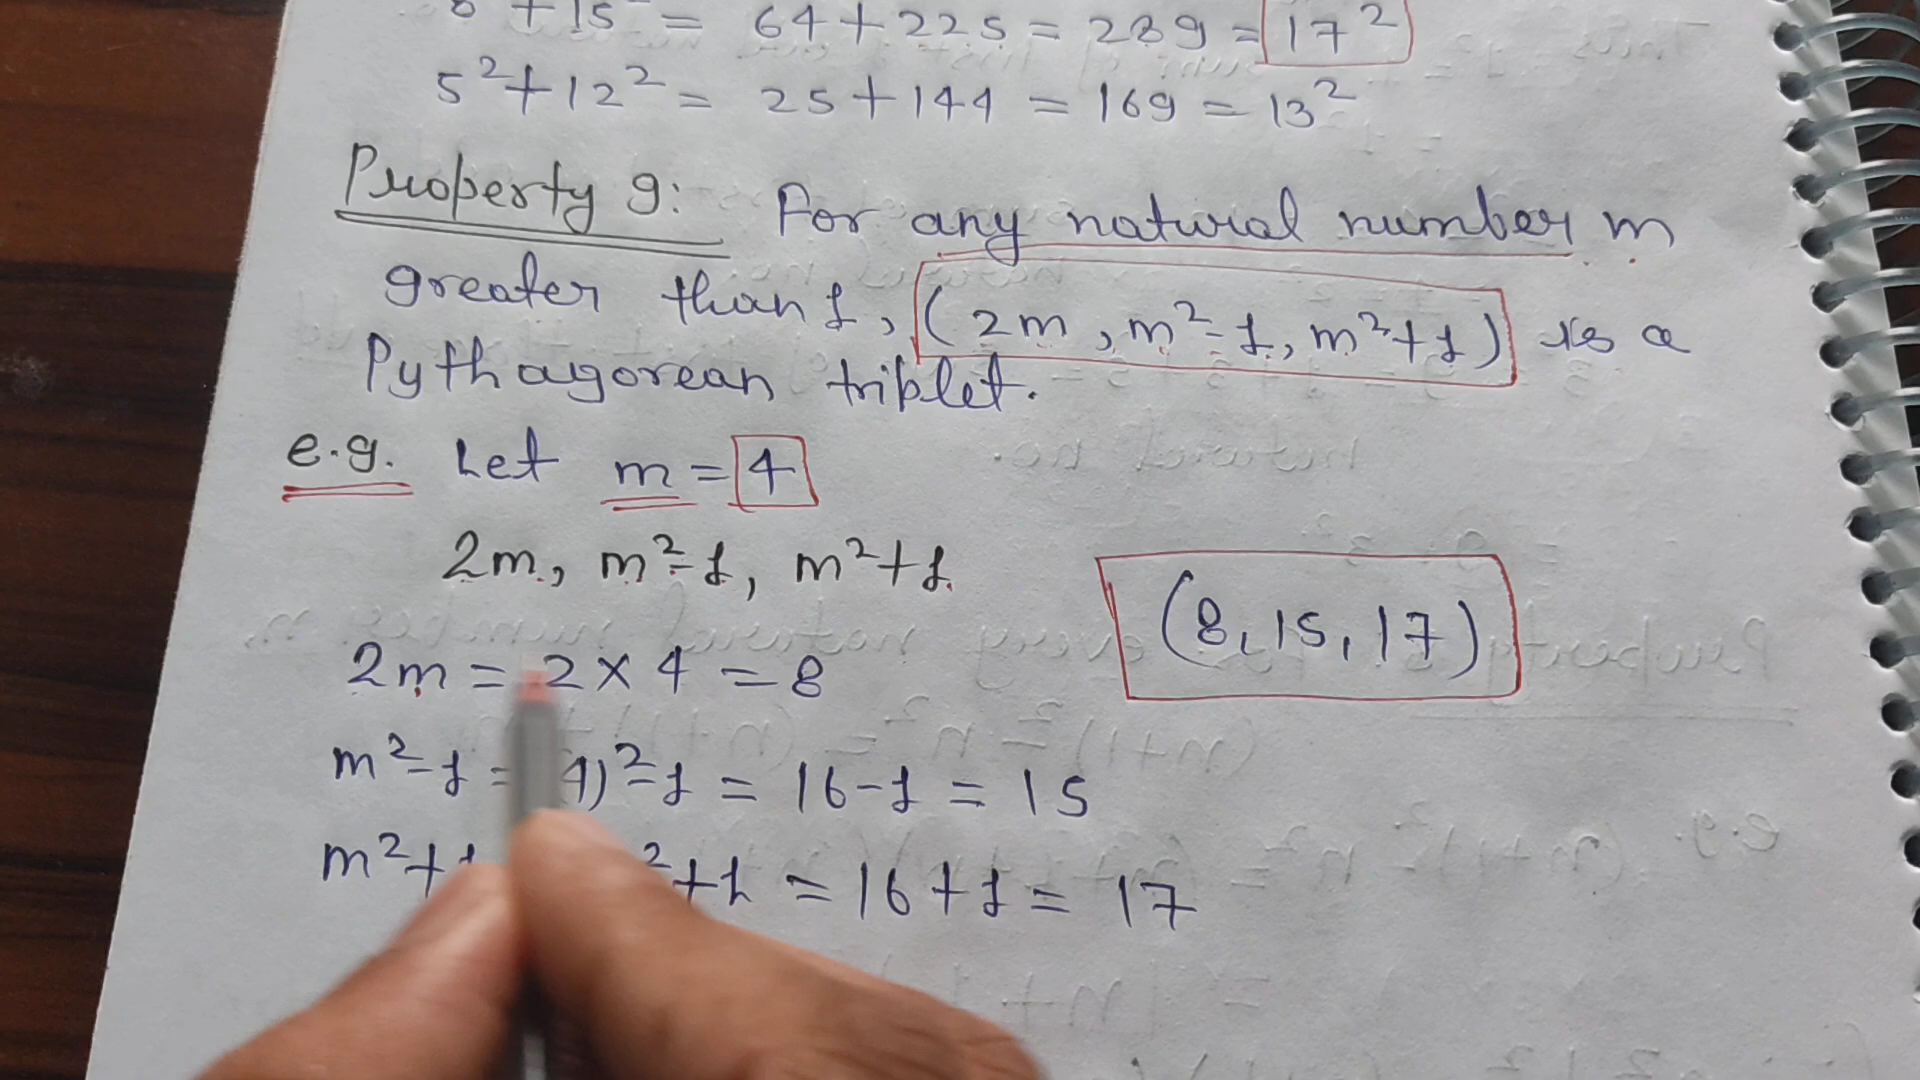 + 15 = 64 + 225 = 289 = 17²
5² + 12² = 25 + 144 = 169 = 13²
Property 9: For any natural number m
greater than 1, (2m, m²-1, m²+1) is a
Pythagorean triplet.
e.g. Let m = 4
2m, m²-1, m²+1.
(8, 15, 17)
2m = 2 × 4 = 8
m²-1 = 4)²-1 = 16-1 = 15
m²+1 ²+1 = 16+1 = 17